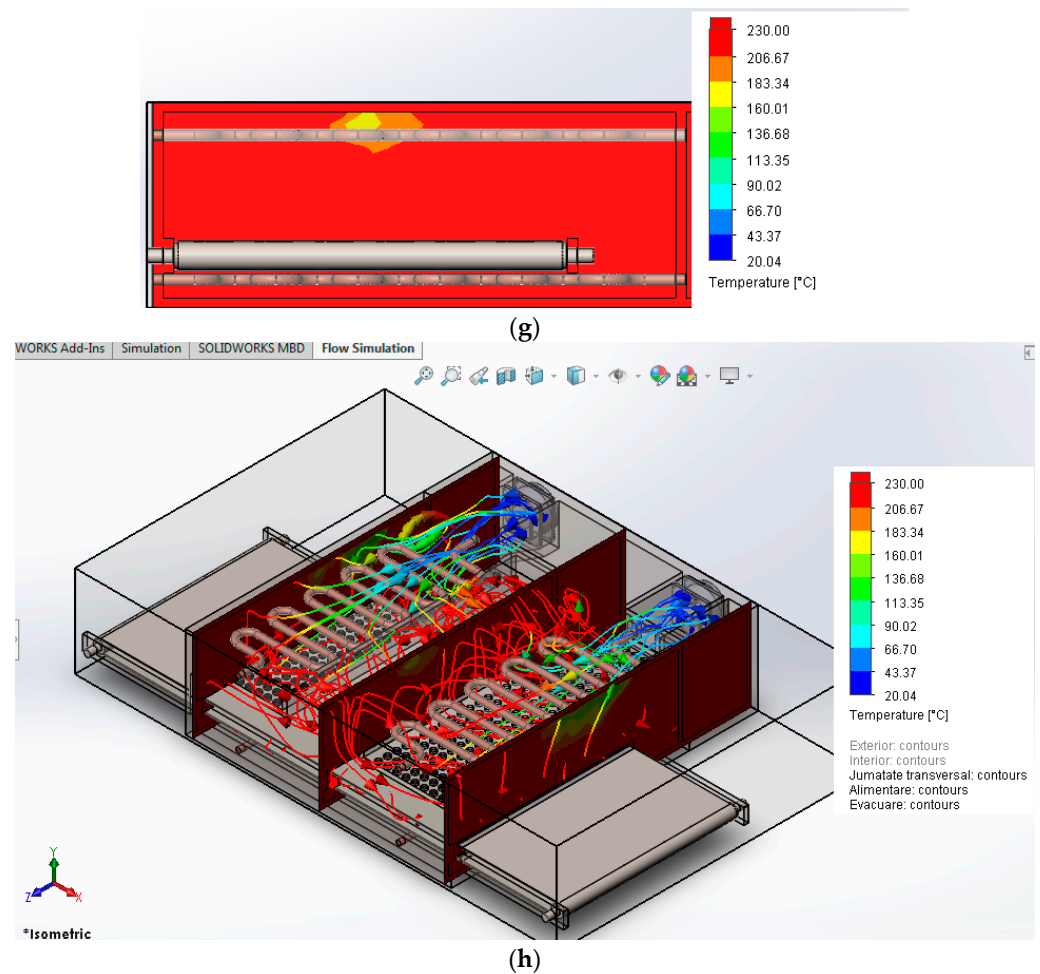 230.00
206.67
183.34
160.01
136.68
113.35
90.02
66.70
43.37
20.04
Temperature [°C]
(g)
WORKS Add-Ins Simulation SOLIDWORKS MBD Flow Simulation
230.00
206.67
183.34
160.01
136.68
113.35
90.02
66.70
43.37
20.04
Temperature [°C]
Exterior: contours
Interior: contours
Jumatate transversal: contours
Alimentare: contours
Evacuare: contours
Y
Z X
*Isometric
(h)